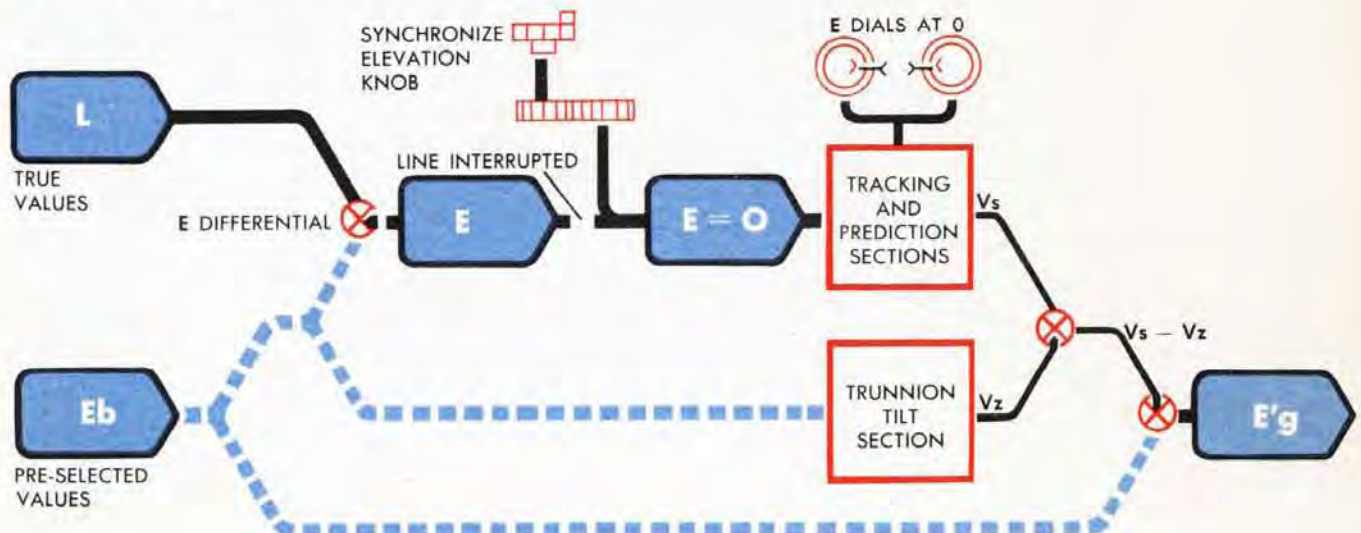 SYNCHRONIZE
ELEVATION
KNOB
E DIALS AT 0
L
TRUE
VALUES
LINE INTERRUPTED
E DIFFERENTIAL
E
E = O
TRACKING
AND
PREDICTION
SECTIONS
Vs
Vs – Vz
Eb
PRE-SELECTED
VALUES
TRUNNION
TILT
SECTION
Vz
E'g